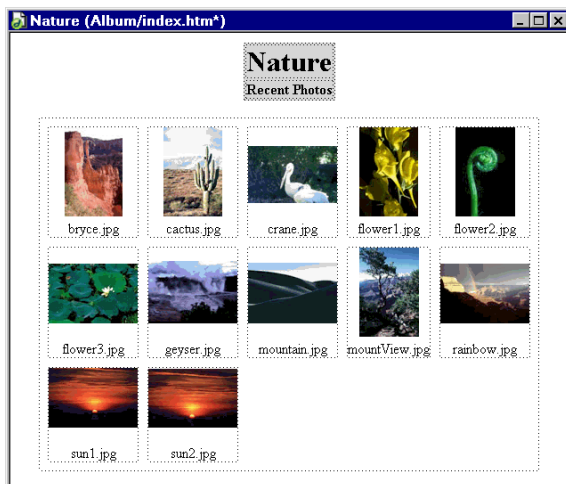 Nature (Album/index.htm*)
Nature
Recent Photos
bryce.jpg
cactus.jpg
crane.jpg
flower1.jpg
flower2.jpg
flower3.jpg
geyser.jpg
mountain.jpg
mountView.jpg
rainbow.jpg
sun1.jpg
sun2.jpg